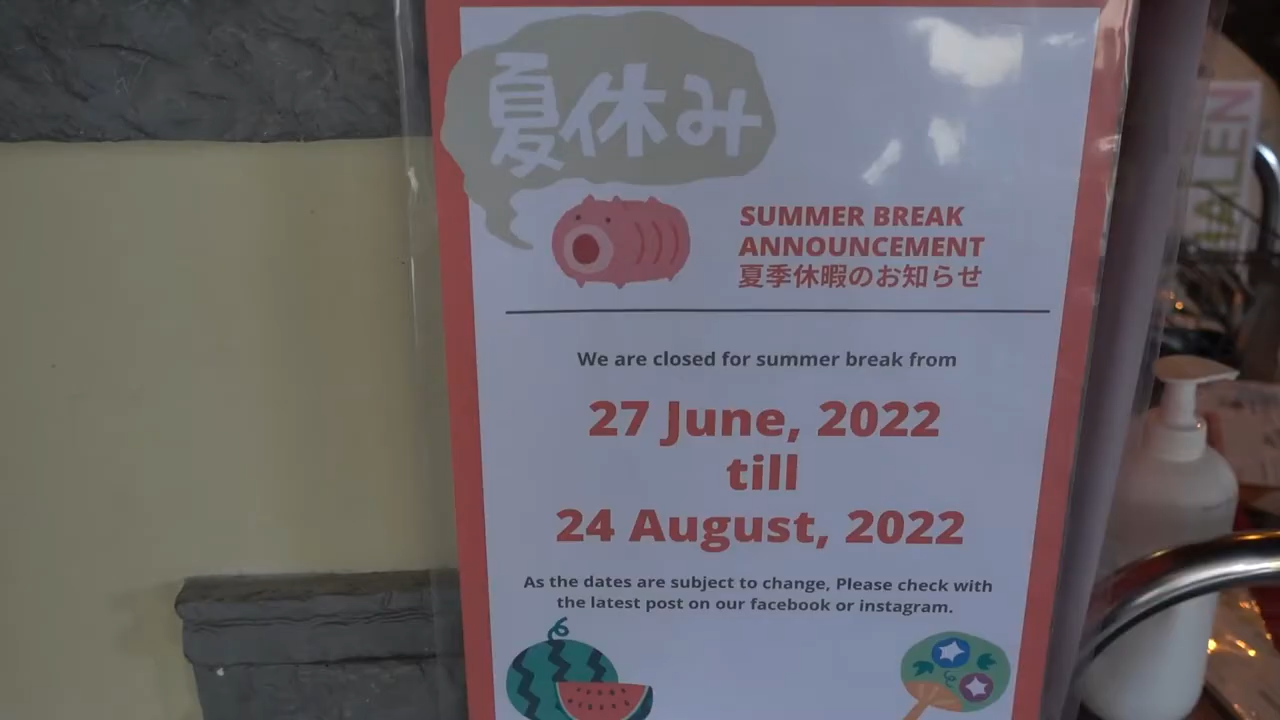 夏休み
SUMMER BREAK
ANNOUNCEMENT
夏季休暇のお知らせ
We are closed for summer break from
27 June, 2022
till
24 August, 2022
As the dates are subject to change, Please check with
the latest post on our facebook or instagram.